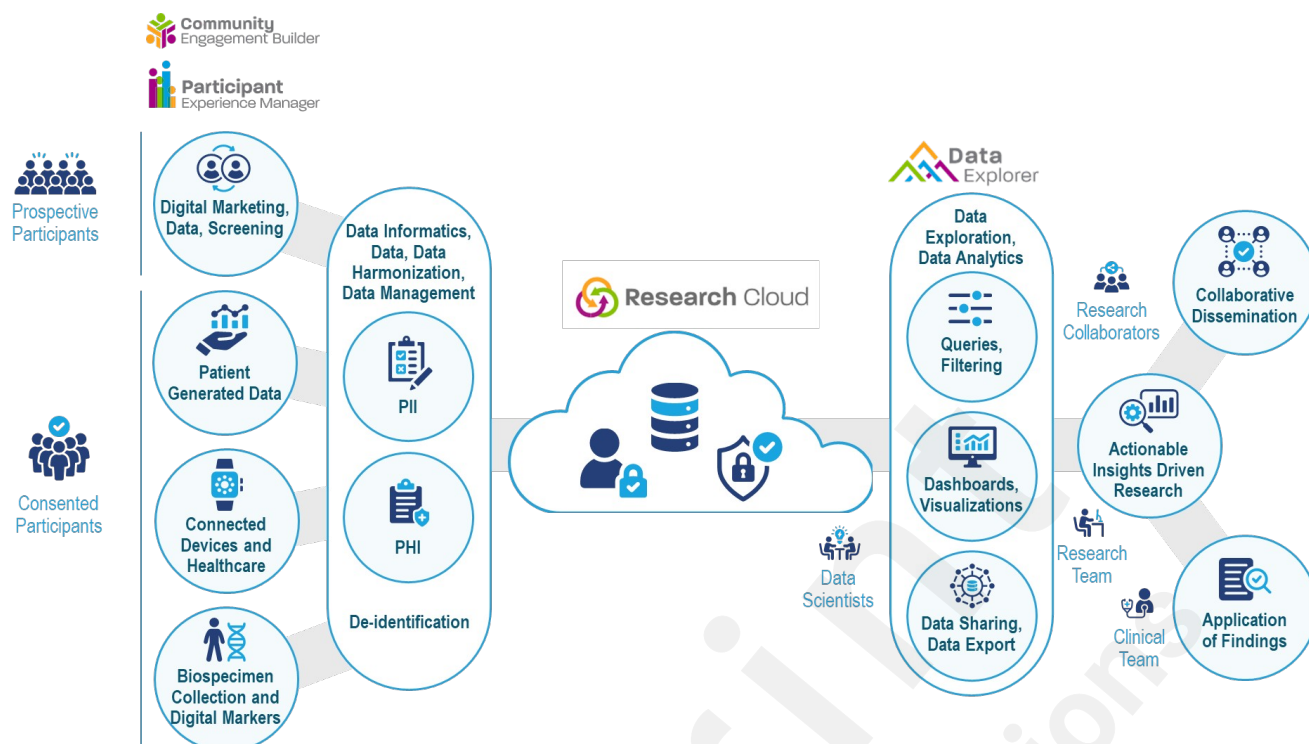 Community
Engagement Builder
Participant
Experience Manager
Prospective
Participants
Digital Marketing,
Data, Screening
Consented
Participants
Patient
Generated Data
Connected
Devices and
Healthcare
Biospecimen
Collection and
Digital Markers
Data Informatics,
Data, Data
Harmonization,
Data Management
PII
PHI
De-identification
Research Cloud
Data
Scientists
Data
Explorer
Data
Exploration,
Data Analytics
Queries,
Filtering
Dashboards,
Visualizations
Data Sharing,
Data Export
Research
Collaborators
Research
Team
Clinical
Team
Collaborative
Dissemination
Actionable
Insights Driven
Research
Application
of Findings